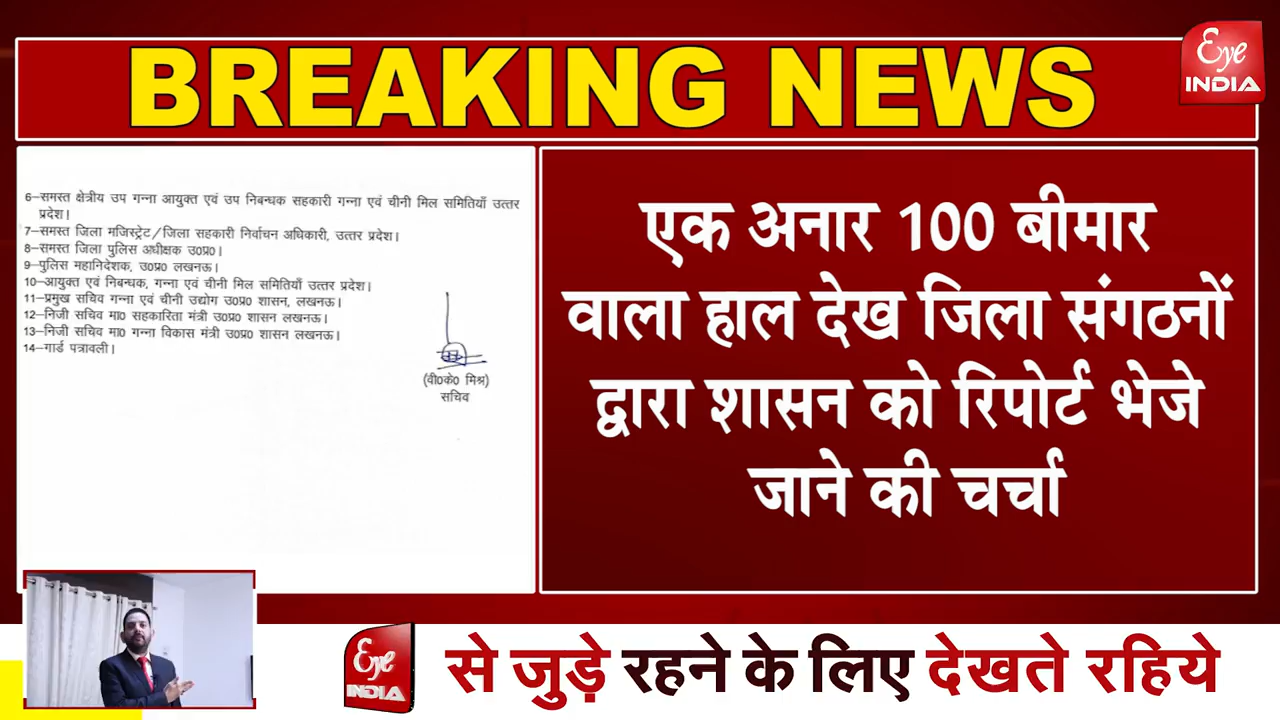 BREAKING NEWS
Eye
INDIA
6–समस्त क्षेत्रीय उप गन्ना आयुक्त एवं उप निबन्धक सहकारी गन्ना एवं चीनी मिल समितियाँ उत्तर
प्रदेश।
7–समस्त जिला मजिस्ट्रेट/जिला सहकारी निर्वाचन अधिकारी, उत्तर प्रदेश।
8–समस्त जिला पुलिस अधीक्षक उ0प्र0।
9–पुलिस महानिदेशक, उ0प्र0 लखनऊ।
10–आयुक्त एवं निबन्धक, गन्ना एवं चीनी मिल समितियाँ उत्तर प्रदेश।
11–प्रमुख सचिव गन्ना एवं चीनी उद्योग उ0प्र0 शासन, लखनऊ।
12–निजी सचिव मा0 सहकारिता मंत्री उ0प्र0 शासन लखनऊ।
13–निजी सचिव मा0 गन्ना विकास मंत्री उ0प्र0 शासन लखनऊ।
14–गार्ड पत्रावली।
(वी0के0 मिश्र)
सचिव
एक अनार 100 बीमार
वाला हाल देख जिला संगठनों
द्वारा शासन को रिपोर्ट भेजे
जाने की चर्चा
Eye
INDIA
से जुड़े रहने के लिए देखते रहिये